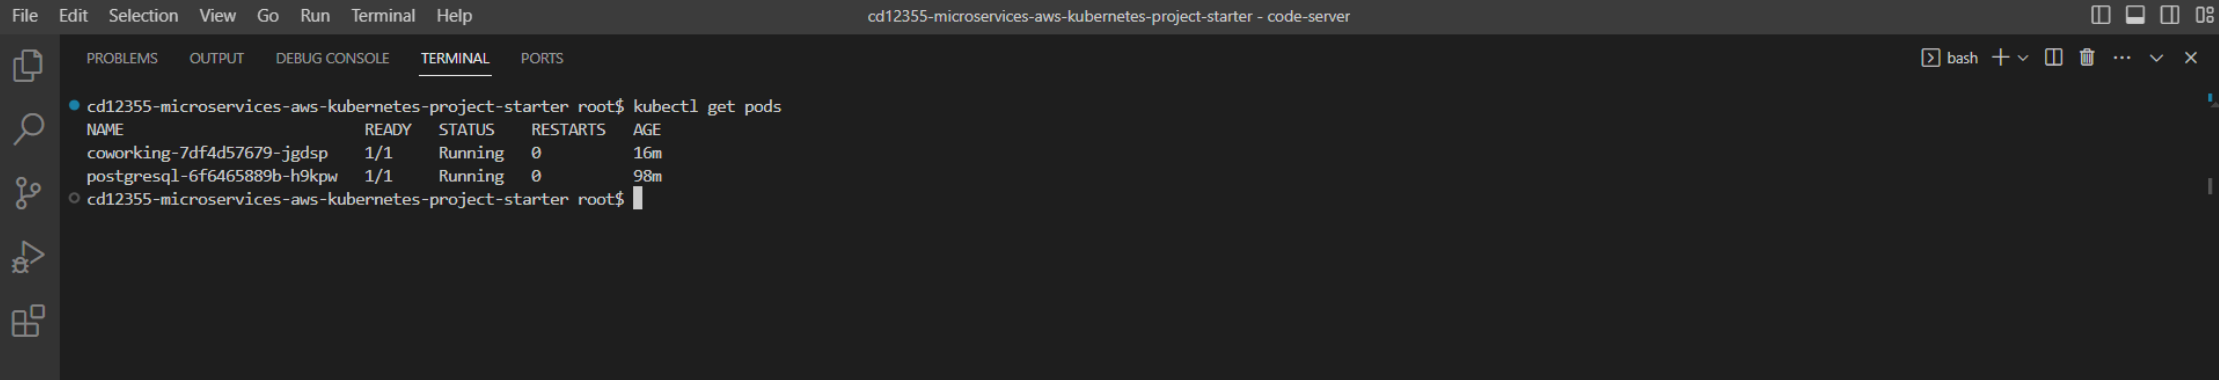 File Edit Selection View Go Run Terminal Help
cd12355-microservices-aws-kubernetes-project-starter - code-server
PROBLEMS OUTPUT DEBUG CONSOLE TERMINAL PORTS
bash
cd12355-microservices-aws-kubernetes-project-starter root$ kubectl get pods
NAME READY STATUS RESTARTS AGE
coworking-7df4d57679-jgdsp 1/1 Running 0 16m
postgresql-6f6465889b-h9kpw 1/1 Running 0 98m
cd12355-microservices-aws-kubernetes-project-starter root$